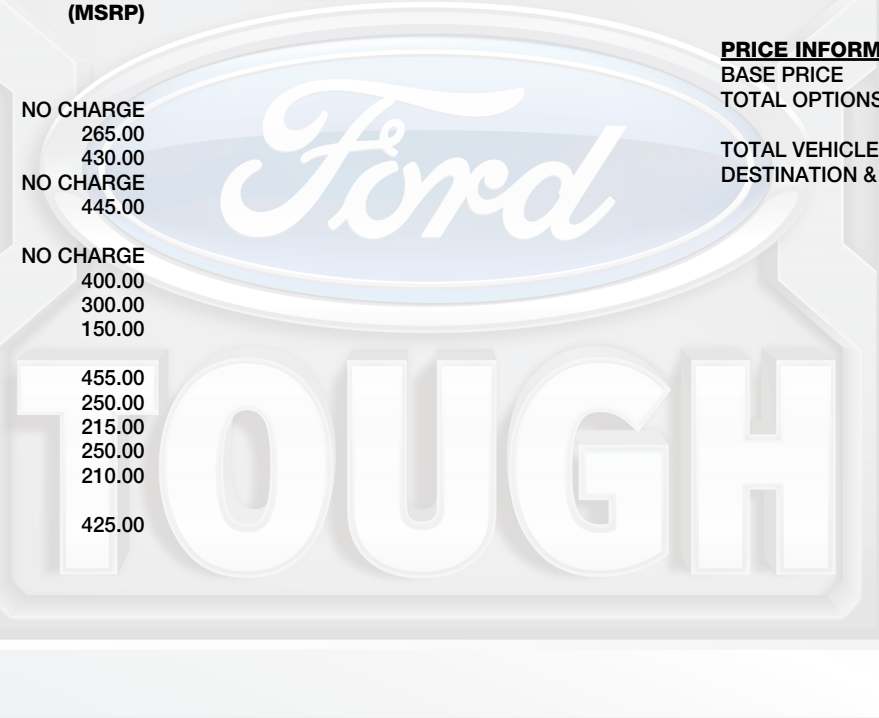 (MSRP)
NO CHARGE
265.00
430.00
NO CHARGE
445.00
NO CHARGE
400.00
300.00
150.00
455.00
250.00
215.00
250.00
210.00
425.00
PRICE INFORM
BASE PRICE
TOTAL OPTIONS
TOTAL VEHICLE
DESTINATION &
Ford
TOUGH